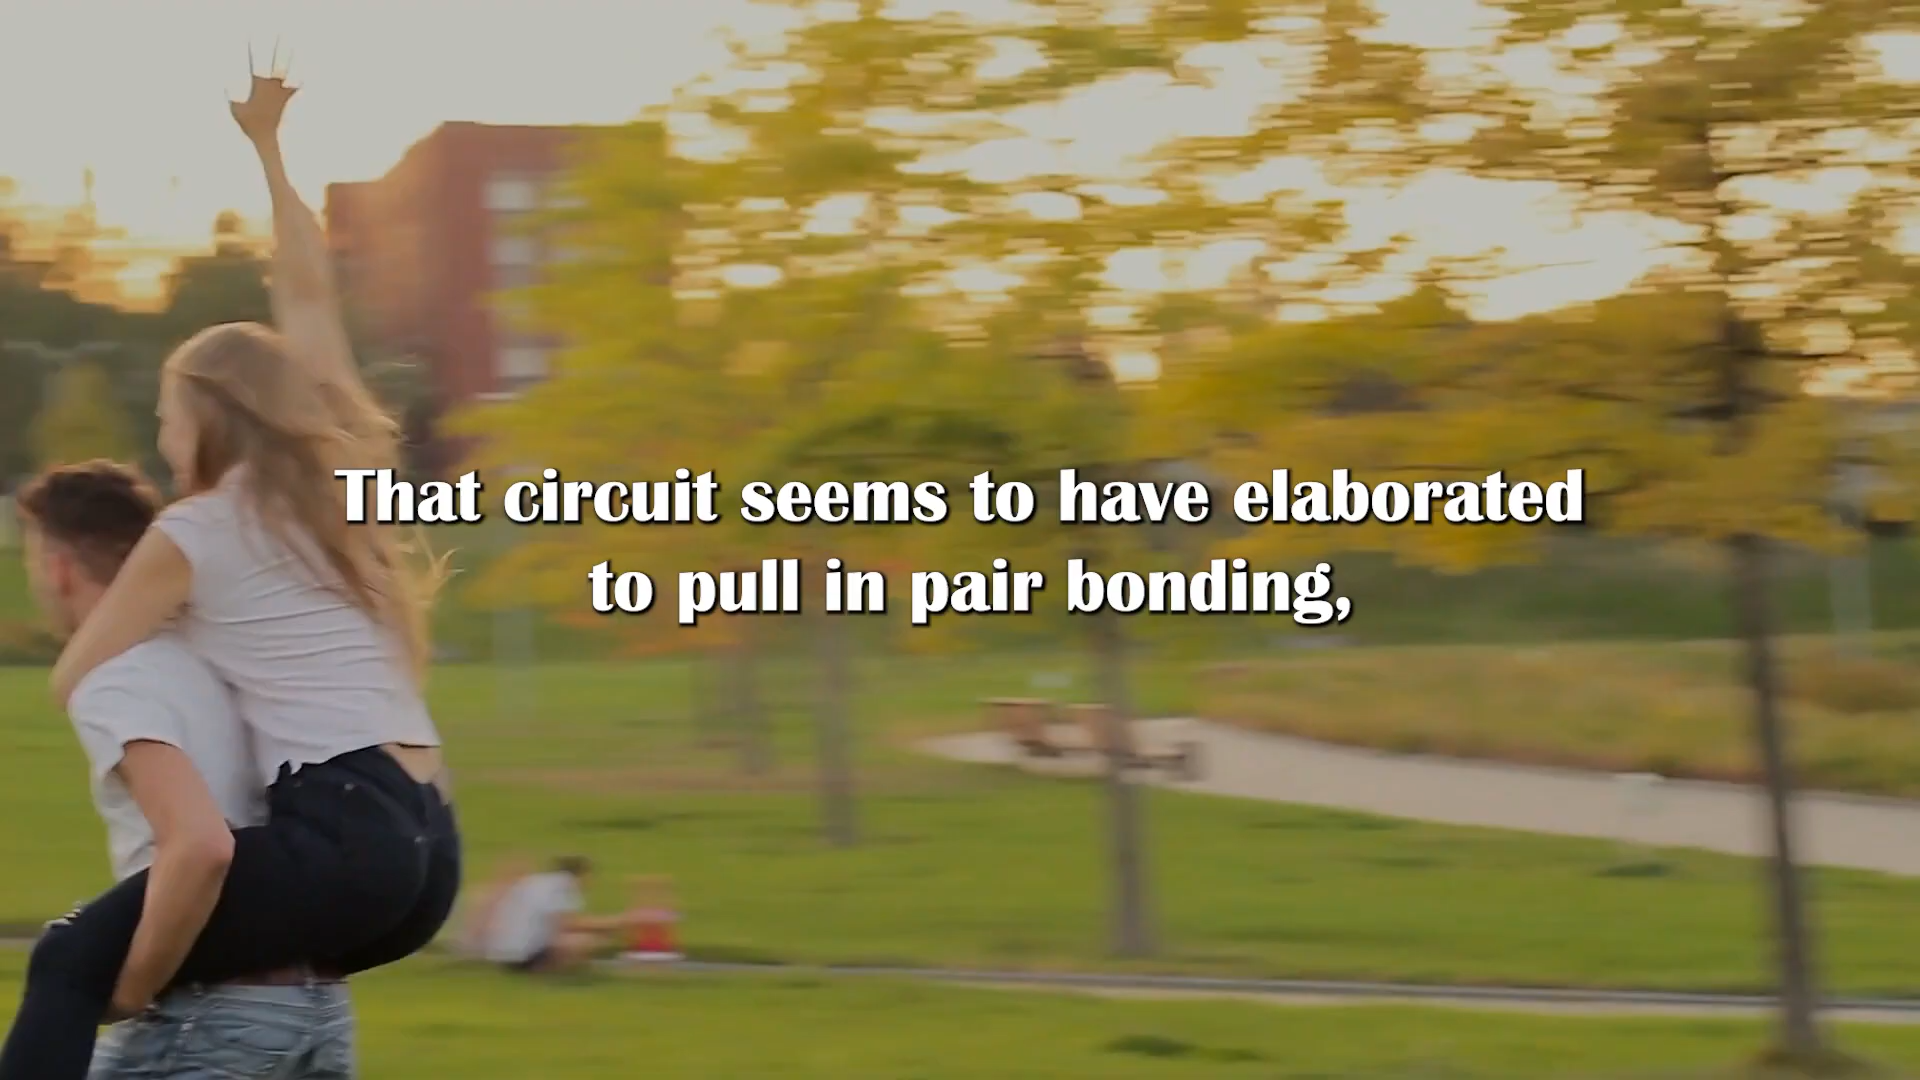 That circuit seems to have elaborated
to pull in pair bonding,